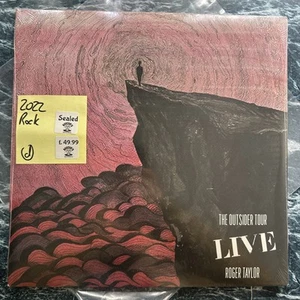 2022
Rock
Sealed
£49.99
THE OUTSIDER TOUR
LIVE
ROGER TAYLOR